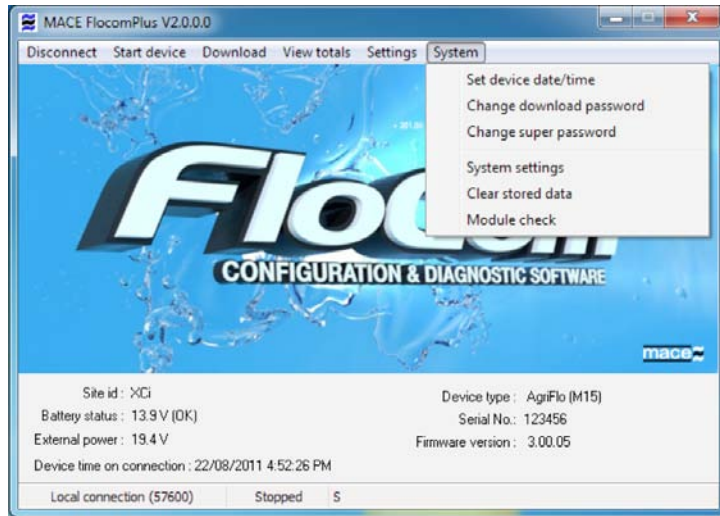 MACE FlocomPlus V2.0.0.0
Disconnect Start device Download View totals Settings System
Set device date/time
Change download password
Change super password
System settings
Clear stored data
Module check
FloCom
CONFIGURATION & DIAGNOSTIC SOFTWARE
mace
Site id : XCi
Battery status : 13.9 V (OK)
External power : 19.4 V
Device time on connection : 22/08/2011 4:52:26 PM
Device type : AgriFlo (M15)
Serial No.: 123456
Firmware version : 3.00.05
Local connection (57600) Stopped S